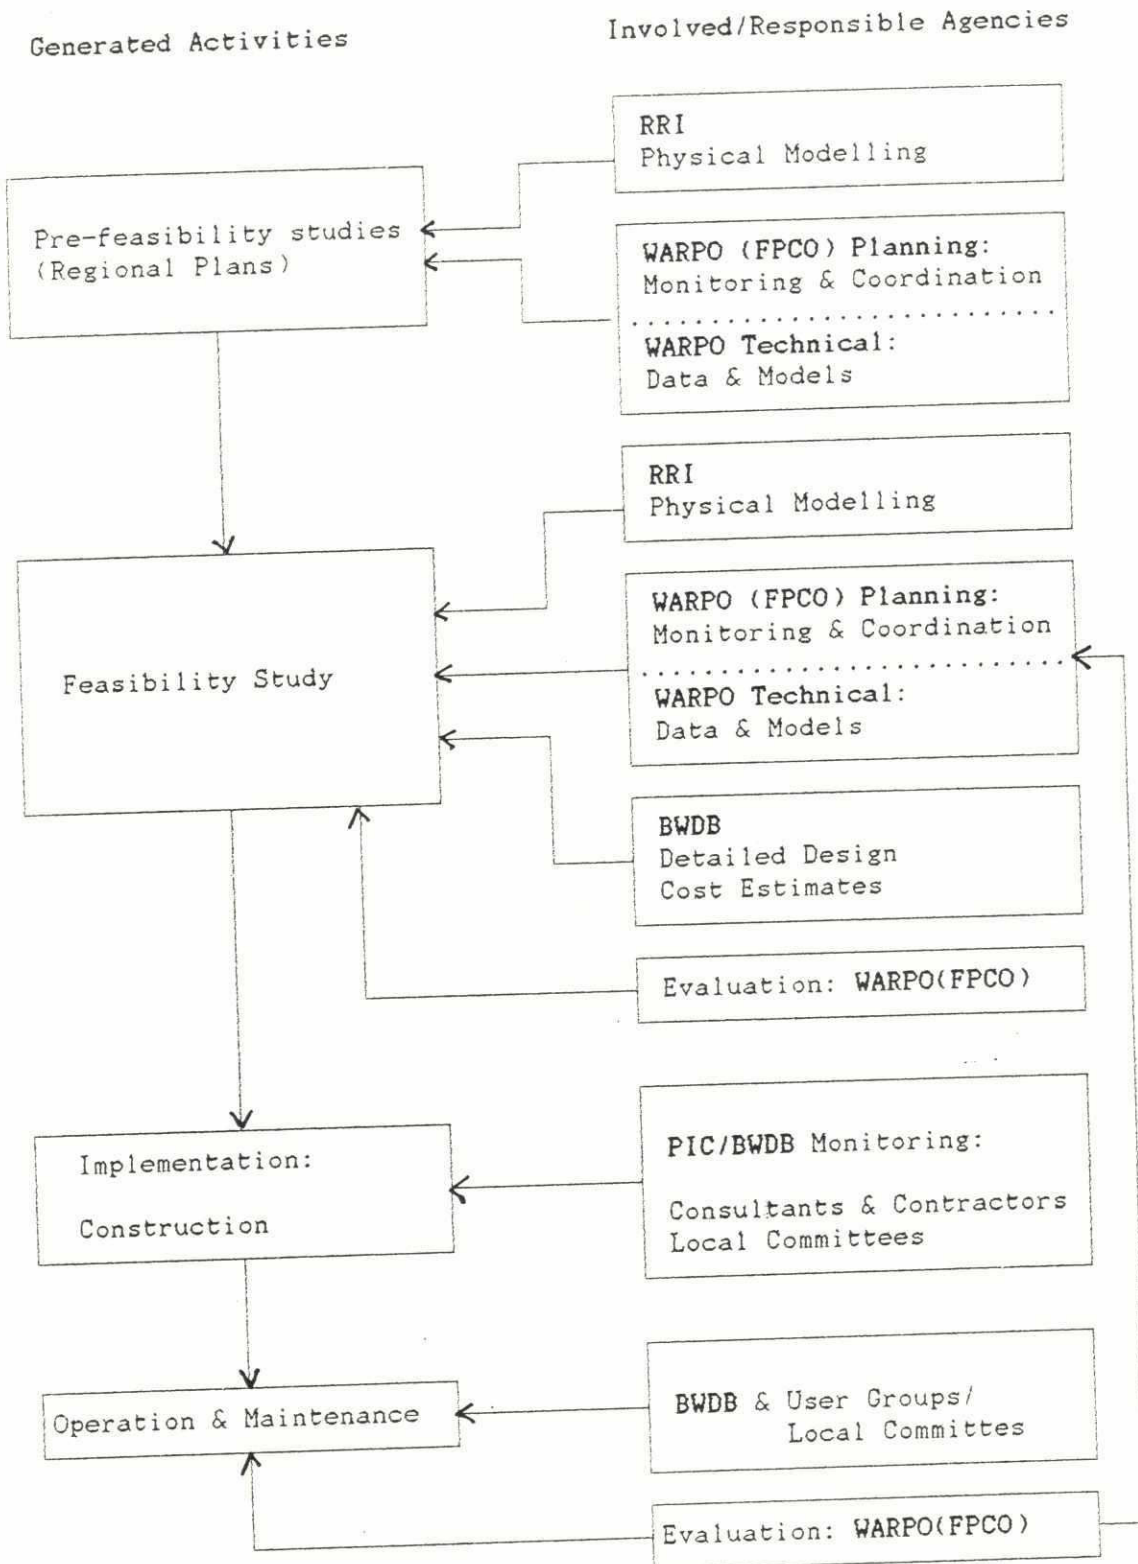 Generated Activities
Involved/Responsible Agencies
RRI
Physical Modelling
Pre-feasibility studies
(Regional Plans)
WARPO (FPCO) Planning:
Monitoring & Coordination
WARPO Technical:
Data & Models
RRI
Physical Modelling
Feasibility Study
WARPO (FPCO) Planning:
Monitoring & Coordination
WARPO Technical:
Data & Models
BWDB
Detailed Design
Cost Estimates
Evaluation: WARPO(FPCO)
Implementation:
Construction
PIC/BWDB Monitoring:
Consultants & Contractors
Local Committees
Operation & Maintenance
BWDB & User Groups/
Local Committes
Evaluation: WARPO(FPCO)